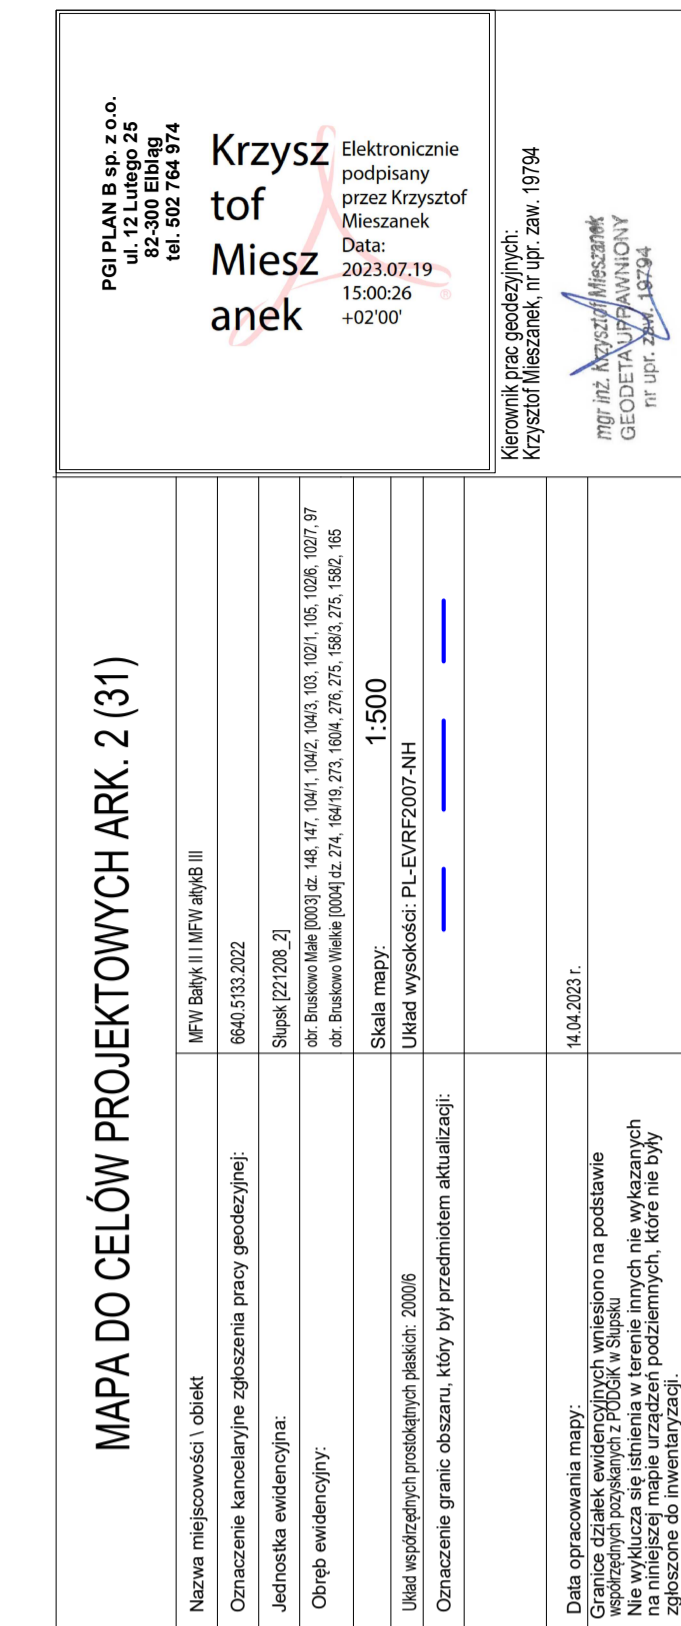 MAPA DO CELÓW PROJEKTOWYCH ARK. 2 (31)
PGI PLAN B sp. z o.o.
ul. 12 Lutego 25
82-300 Elbląg
tel. 502 764 974
Krzysz
tof
Miesz
anek
Elektronicznie
podpisany
przez Krzysztof
Mieszanek
Data:
2023.07.19
15:00:26
+02'00'
Nazwa miejscowości \ obiekt
MFW Bałtyk II I MFW ałtykB III
Oznaczenie kancelaryjne zgłoszenia pracy geodezyjnej:
6640.5133.2022
Jednostka ewidencyjna:
Słupsk [221208_2]
Obręb ewidencyjny:
obr. Bruskowo Małe [0003] dz. 148, 147, 104/1, 104/2, 104/3, 103, 102/1, 105, 102/6, 102/7, 97
obr. Bruskowo Wielkie [0004] dz. 274, 164/19, 273, 160/4, 276, 275, 158/3, 275, 158/2, 165
Skala mapy:
1:500
Układ współrzędnych prostokątnych płaskich: 2000/6
Układ wysokości: PL-EVRF2007-NH
Oznaczenie granic obszaru, który był przedmiotem aktualizacji:
Kierownik prac geodezyjnych:
Krzysztof Mieszanek, nr upr. zaw. 19794
Data opracowania mapy:
14.04.2023 r.
mgr inż. Krzysztof Mieszanek
GEODETA UPRAWNIONY
nr upr. zaw. 19794
Granice działek ewidencyjnych wniesiono na podstawie
współrzędnych pozyskanych z PODGiK w Słupsku
Nie wyklucza się istnienia w terenie innych nie wykazanych
na niniejszej mapie urządzeń podziemnych, które nie były
zgłoszone do inwentaryzacji.